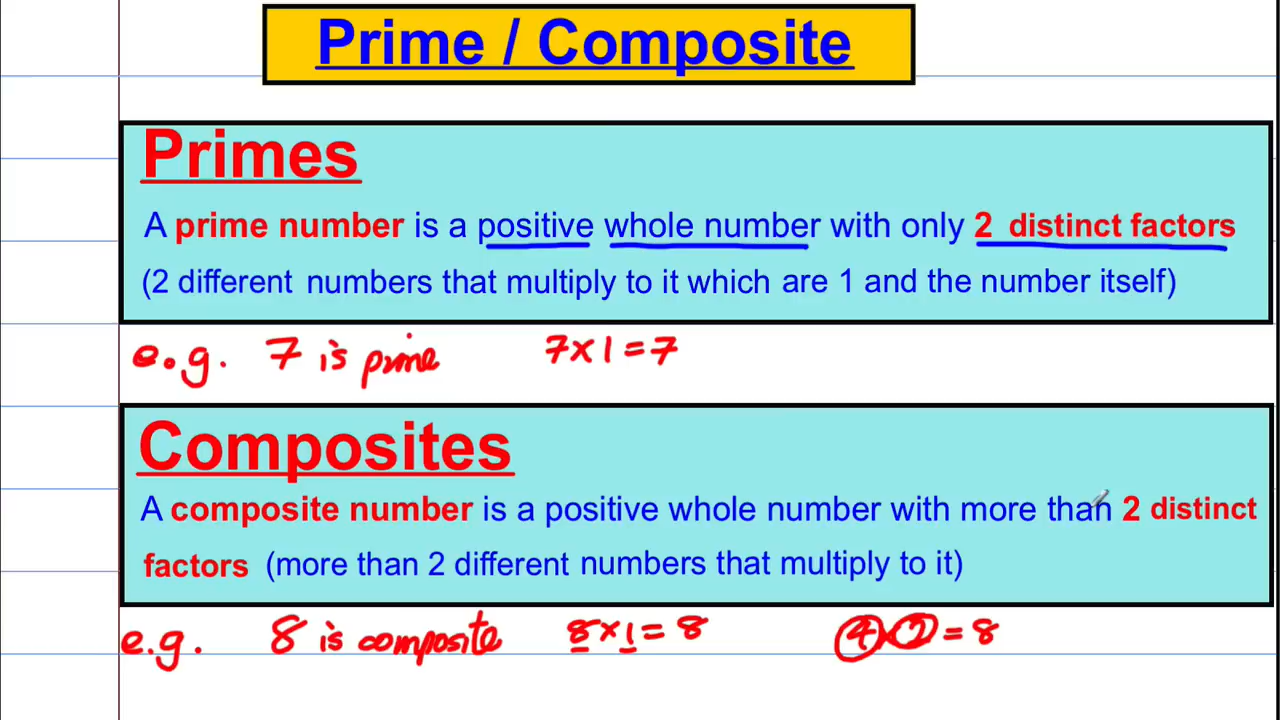 Prime / Composite
Primes
A prime number is a positive whole number with only 2 distinct factors
(2 different numbers that multiply to it which are 1 and the number itself)
e.g. 7 is prime 7 × 1 = 7
Composites
A composite number is a positive whole number with more than 2 distinct
factors (more than 2 different numbers that multiply to it)
e.g. 8 is composite 8 × 1 = 8 4 × 2 = 8